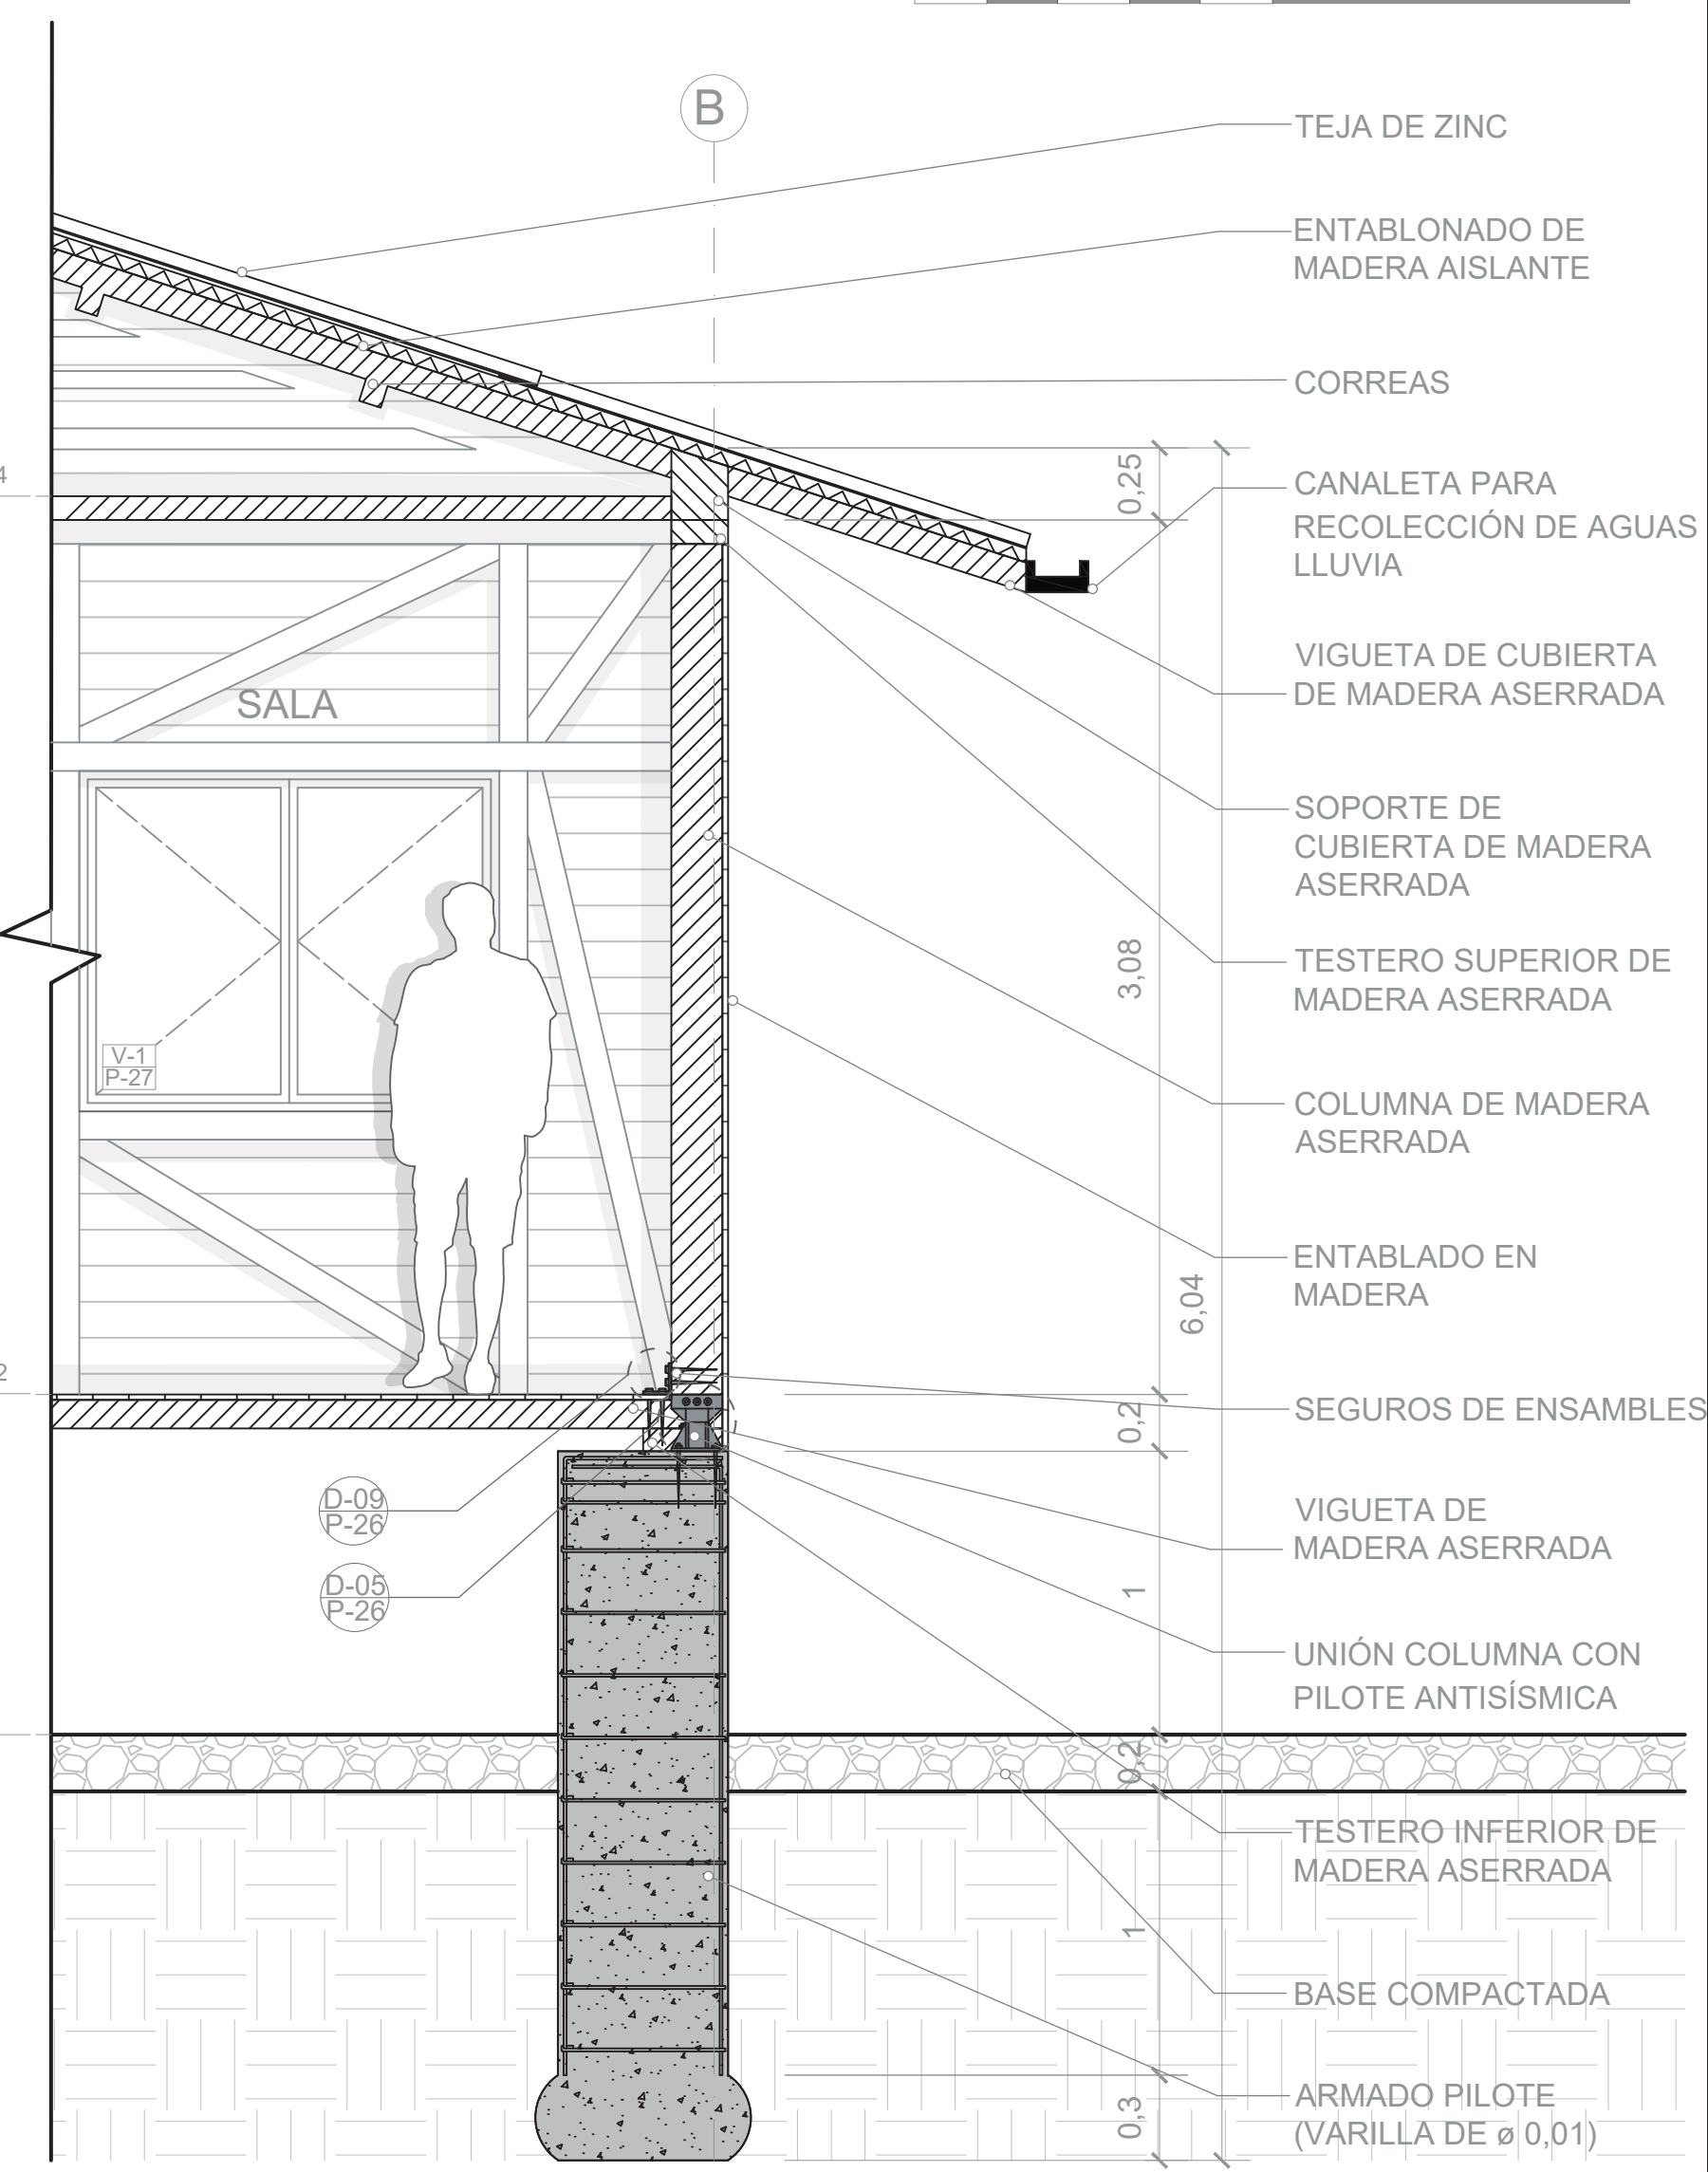 B
TEJA DE ZINC
ENTABLONADO DE
MADERA AISLANTE
CORREAS
4
0,25
CANALETA PARA
RECOLECCIÓN DE AGUAS
LLUVIA
VIGUETA DE CUBIERTA
DE MADERA ASERRADA
SALA
SOPORTE DE
CUBIERTA DE MADERA
ASERRADA
3,08
TESTERO SUPERIOR DE
MADERA ASERRADA
V-1
P-27
COLUMNA DE MADERA
ASERRADA
ENTABLADO EN
MADERA
6,04
2
0,2
SEGUROS DE ENSAMBLES
D-09
P-26
VIGUETA DE
MADERA ASERRADA
D-05
P-26
1
UNIÓN COLUMNA CON
PILOTE ANTISÍSMICA
0,2
TESTERO INFERIOR DE
MADERA ASERRADA
1
BASE COMPACTADA
0,3
ARMADO PILOTE
(VARILLA DE ø 0,01)